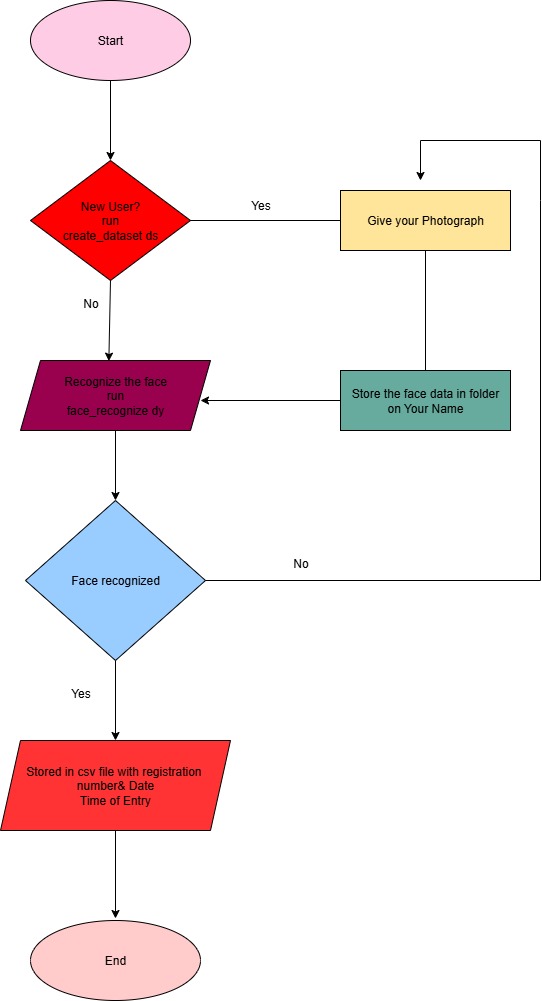 Start
New User?
run
create_dataset ds
Yes
Give your Photograph
No
Recognize the face
run
face_recognize dy
Store the face data in folder
on Your Name
Face recognized
No
Yes
Stored in csv file with registration
number& Date
Time of Entry
End